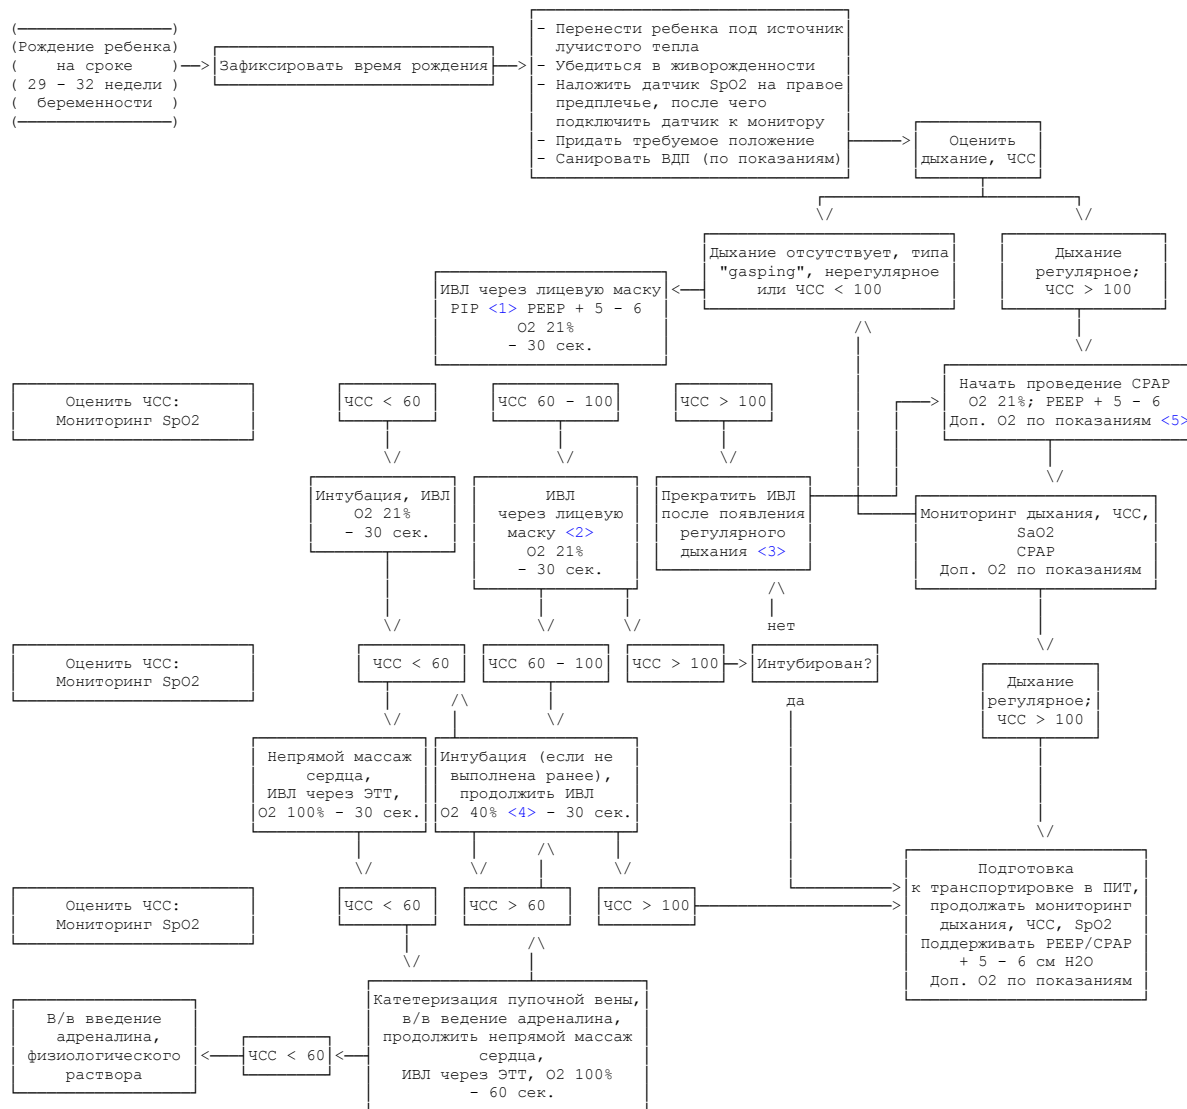 Рождение ребенка
на сроке
29 - 32 недели
беременности
Зафиксировать время рождения
- Перенести ребенка под источник
лучистого тепла
- Убедиться в живорожденности
- Наложить датчик SpO2 на правое
предплечье, после чего
подключить датчик к монитору
- Придать требуемое положение
- Санировать ВДП (по показаниям)
Оценить
дыхание, ЧСС
Дыхание отсутствует, типа
"gasping", нерегулярное
или ЧСС < 100
Дыхание
регулярное;
ЧСС > 100
ИВЛ через лицевую маску
PIP <1> PEEP + 5 - 6
O2 21%
- 30 сек.
Оценить ЧСС:
Мониторинг SpO2
ЧСС < 60
ЧСС 60 - 100
ЧСС > 100
Начать проведение CPAP
O2 21%; PEEP + 5 - 6
Доп. O2 по показаниям <5>
Интубация, ИВЛ
O2 21%
- 30 сек.
ИВЛ
через лицевую
маску <2>
O2 21%
- 30 сек.
Прекратить ИВЛ
после появления
регулярного
дыхания <3>
Мониторинг дыхания, ЧСС,
SaO2
CPAP
Доп. O2 по показаниям
нет
Оценить ЧСС:
Мониторинг SpO2
ЧСС < 60
ЧСС 60 - 100
ЧСС > 100
Интубирован?
да
Дыхание
регулярное;
ЧСС > 100
Непрямой массаж
сердца,
ИВЛ через ЭТТ,
O2 100% - 30 сек.
Интубация (если не
выполнена ранее),
продолжить ИВЛ
O2 40% <4> - 30 сек.
Оценить ЧСС:
Мониторинг SpO2
ЧСС < 60
ЧСС > 60
ЧСС > 100
Подготовка
к транспортировке в ПИТ,
продолжать мониторинг
дыхания, ЧСС, SpO2
Поддерживать PEEP/CPAP
+ 5 - 6 см H2O
Доп. O2 по показаниям
В/в введение
адреналина,
физиологического
раствора
ЧСС < 60
Катетеризация пупочной вены,
в/в ведение адреналина,
продолжить непрямой массаж
сердца,
ИВЛ через ЭТТ, O2 100%
- 60 сек.